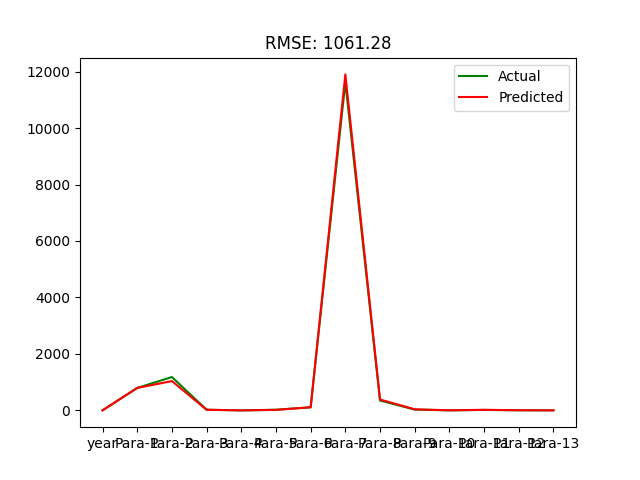 RMSE: 1061.28
Actual
Predicted
12000
10000
8000
6000
4000
2000
0
year Para-1 Para-2 Para-3 Para-4 Para-5 Para-6 Para-7 Para-8 Para-9 Para-10 Para-11 Para-12 Para-13